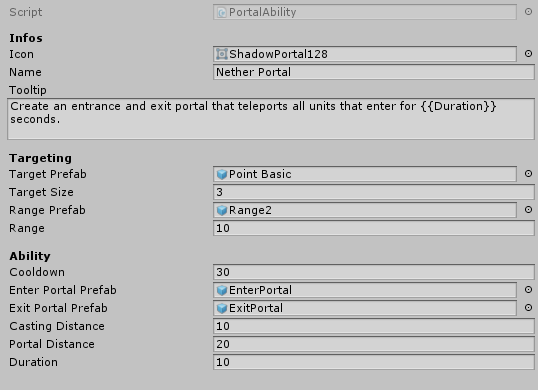 Script PortalAbility
Infos
Icon ShadowPortal128
Name Nether Portal
Tooltip
Create an entrance and exit portal that teleports all units that enter for {{Duration}}
seconds.
Targeting
Target Prefab Point Basic
Target Size 3
Range Prefab Range2
Range 10
Ability
Cooldown 30
Enter Portal Prefab EnterPortal
Exit Portal Prefab ExitPortal
Casting Distance 10
Portal Distance 20
Duration 10